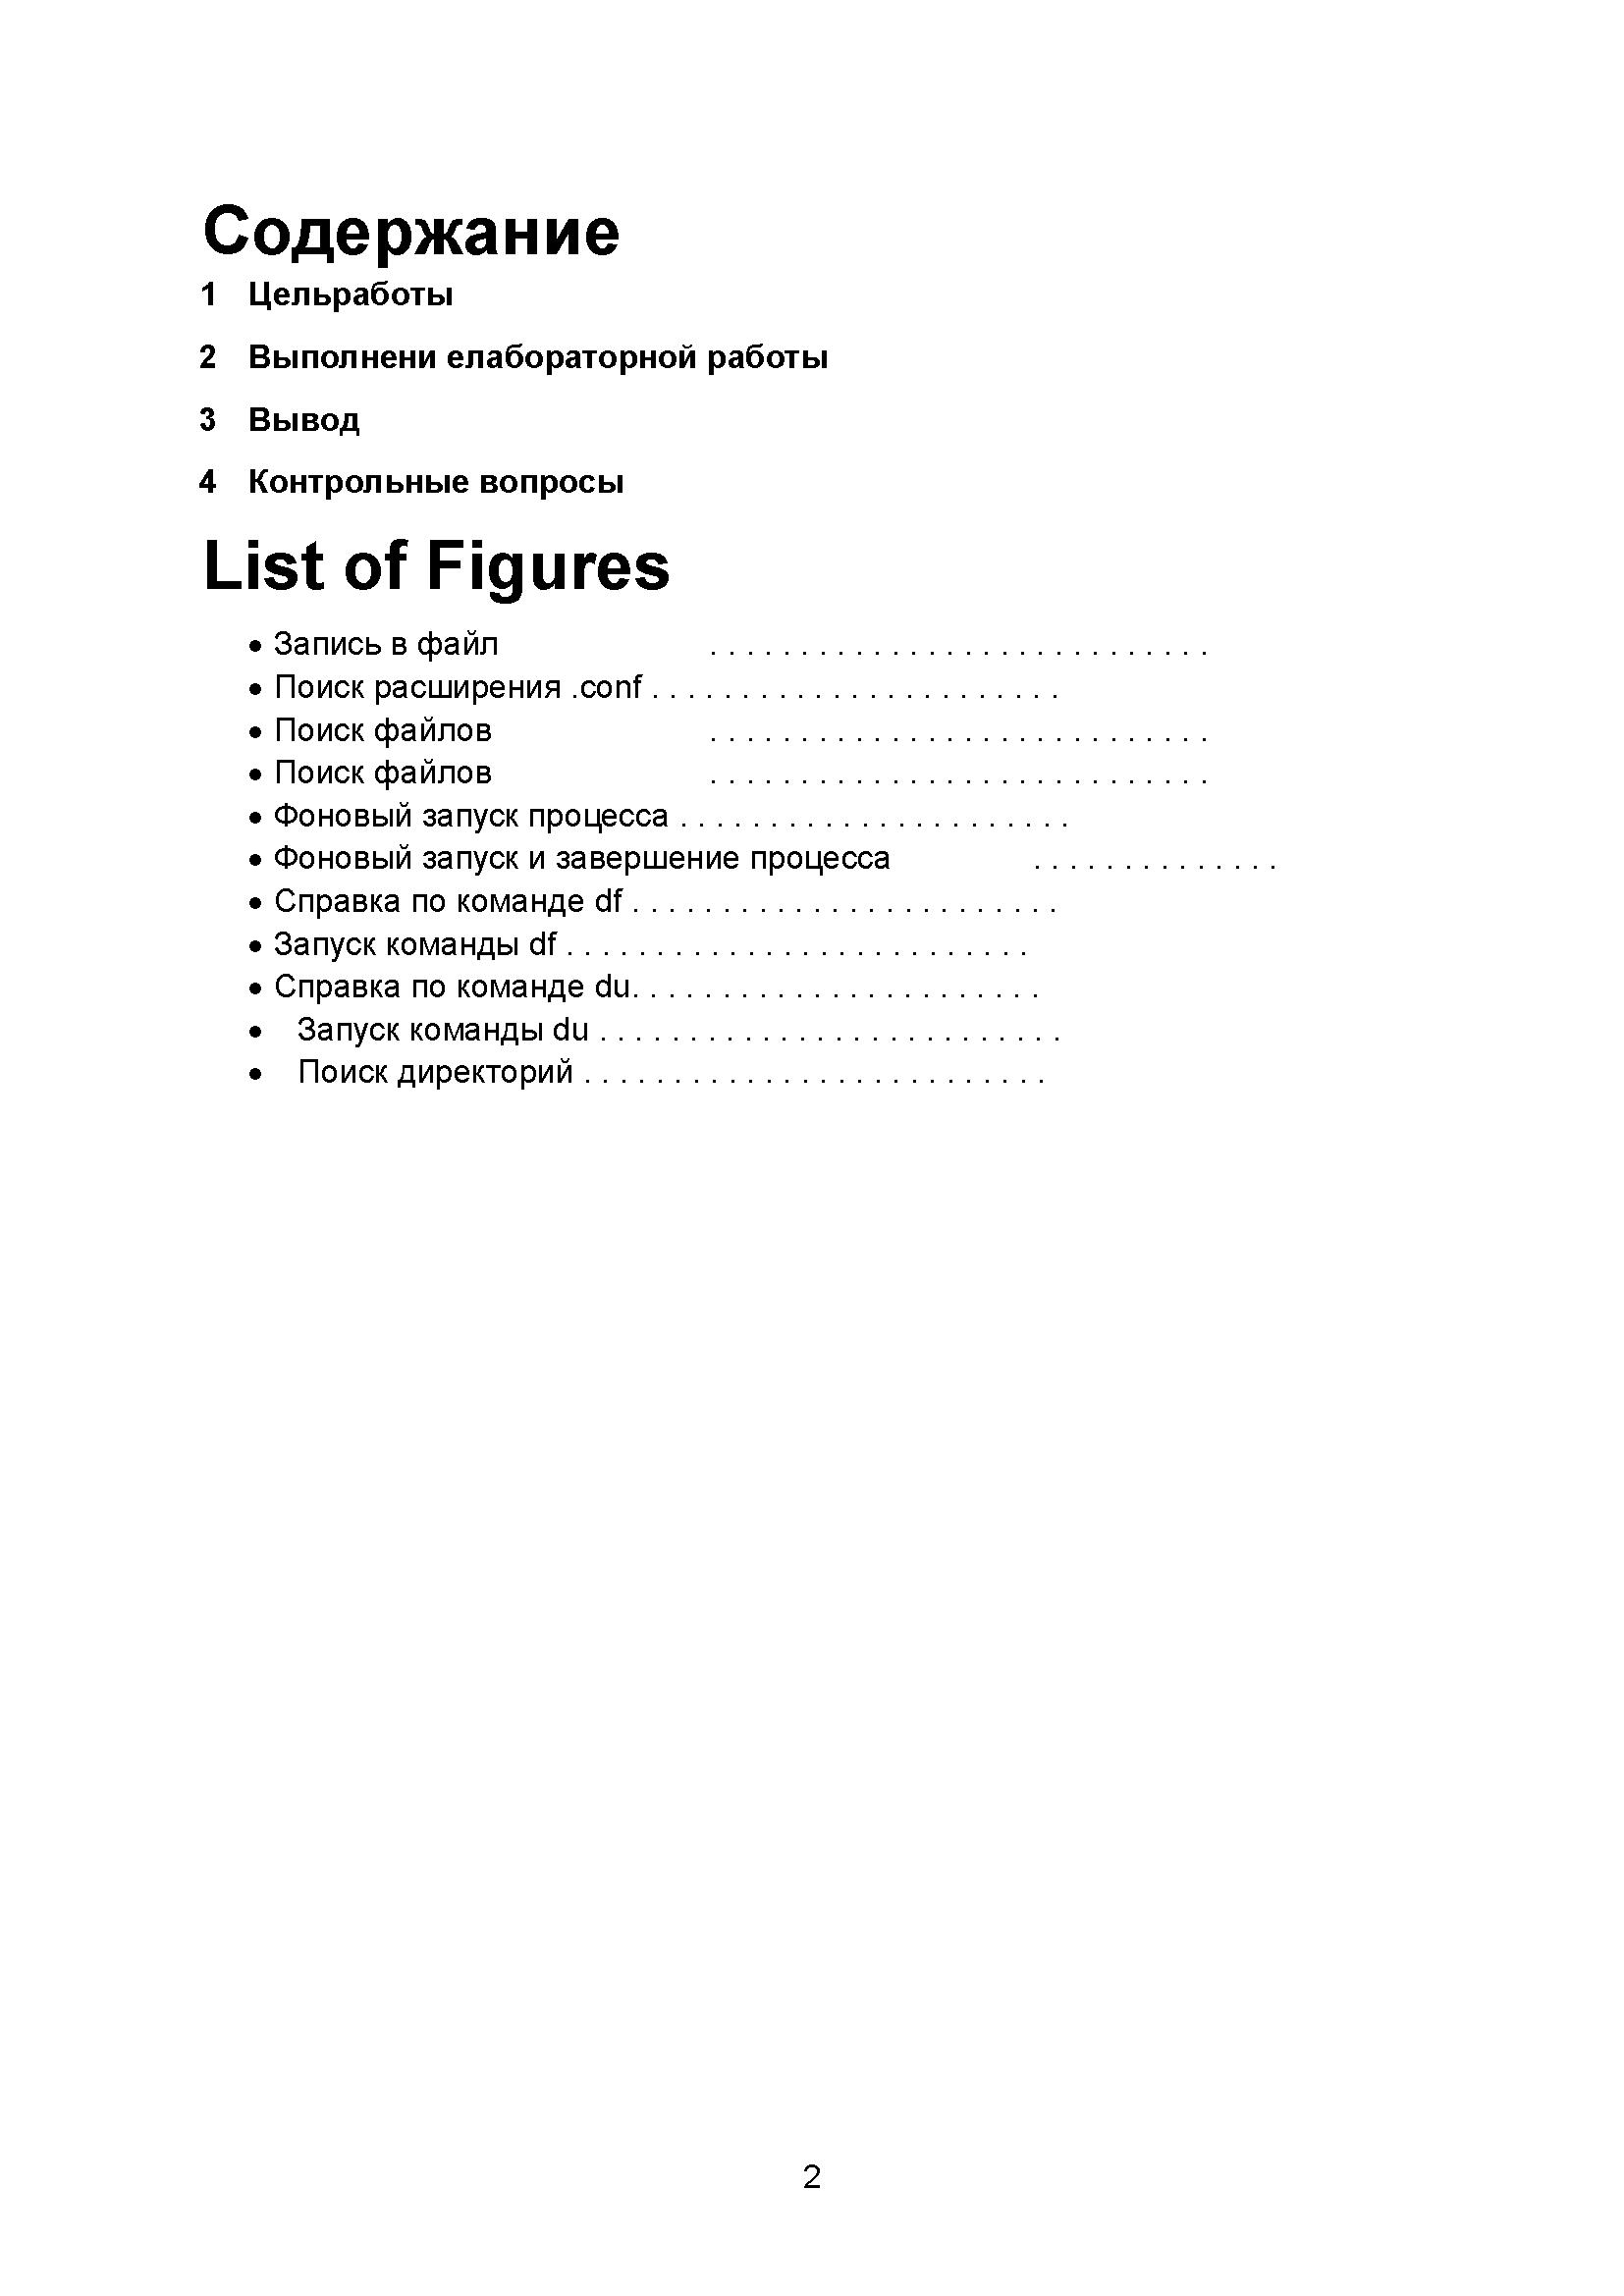 Содержание
1 Цельработы
2 Выполнени елабораторной работы
3 Вывод
4 Контрольные вопросы
List of Figures
• Запись в файл . . . . . . . . . . . . . . . . . . . . . . . . . . . .
• Поиск расширения .conf . . . . . . . . . . . . . . . . . . . . . . .
• Поиск файлов . . . . . . . . . . . . . . . . . . . . . . . . . . . .
• Поиск файлов . . . . . . . . . . . . . . . . . . . . . . . . . . . .
• Фоновый запуск процесса . . . . . . . . . . . . . . . . . . . . . .
• Фоновый запуск и завершение процесса . . . . . . . . . . . . . .
• Справка по команде df . . . . . . . . . . . . . . . . . . . . . . . .
• Запуск команды df . . . . . . . . . . . . . . . . . . . . . . . . . .
• Справка по команде du. . . . . . . . . . . . . . . . . . . . . . .
• Запуск команды du . . . . . . . . . . . . . . . . . . . . . . . . . .
• Поиск директорий . . . . . . . . . . . . . . . . . . . . . . . . . .
2